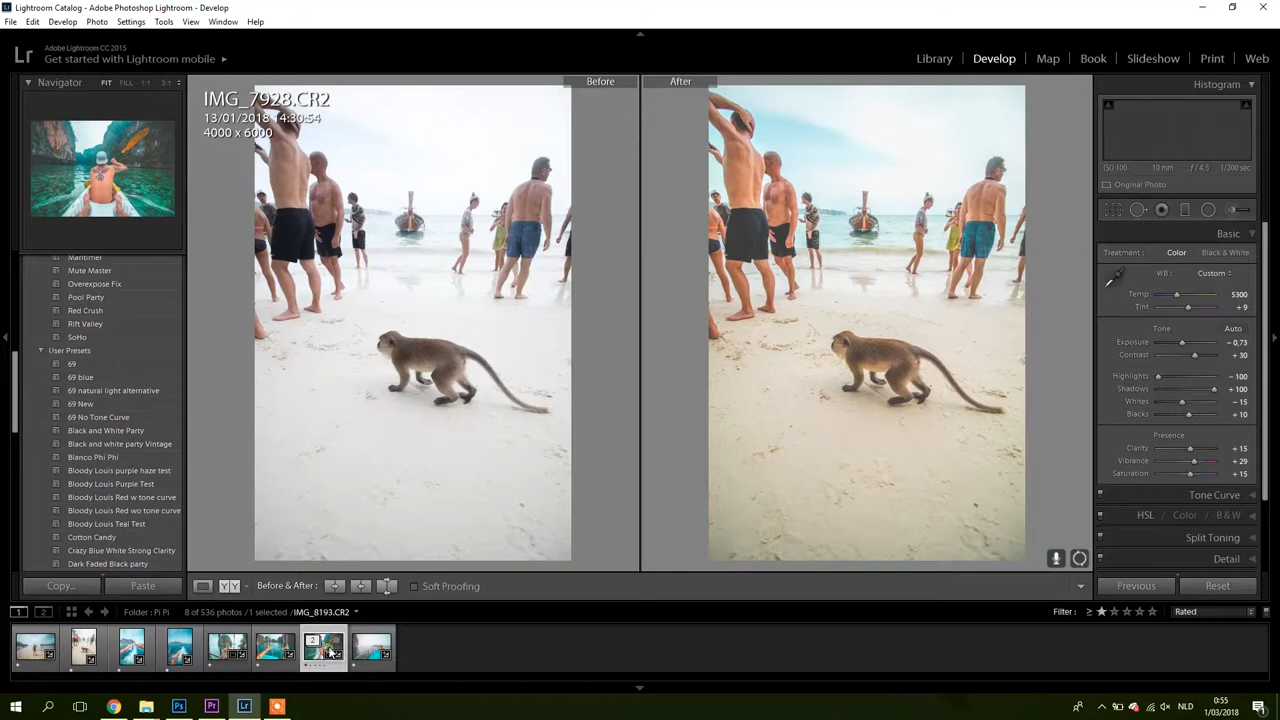 Lightroom Catalog - Adobe Photoshop Lightroom - Develop
File Edit Develop Photo Settings Tools View Window Help
Lr
Adobe Lightroom CC 2015
Get started with Lightroom mobile
Library Develop Map Book Slideshow Print Web
Navigator FIT FILL 1:1 3:1
Before
After
IMG_7928.CR2
13/01/2018 14:30:54
4000 x 6000
Histogram
ISO 100 10 mm f / 4,5 1/200 sec
Original Photo
Basic
Treatment : Color Black & White
WB : Custom
Temp 5300
Tint + 9
Tone Auto
Exposure - 0,73
Contrast + 30
Highlights - 100
Shadows + 100
Whites - 15
Blacks + 10
Presence
Clarity + 15
Vibrance + 29
Saturation + 15
Tone Curve
HSL / Color / B & W
Split Toning
Detail
Previous Reset
Maritimer
Mute Master
Overexpose Fix
Pool Party
Red Crush
Rift Valley
SoHo
User Presets
69
69 blue
69 natural light alternative
69 New
69 No Tone Curve
Black and White Party
Black and white party Vintage
Blanco Phi Phi
Bloody Louis purple haze test
Bloody Louis Purple Test
Bloody Louis Red w tone curve
Bloody Louis Red wo tone curve
Bloody Louis Teal Test
Cotton Candy
Crazy Blue White Strong Clarity
Dark Faded Black party
Copy... Paste
YY Before & After : Soft Proofing
1 2 Folder : Pi Pi 8 of 536 photos / 1 selected / IMG_8193.CR2 Filter : ≥ Rated
2
Ps Pr Lr NLD 0:55
1/03/2018